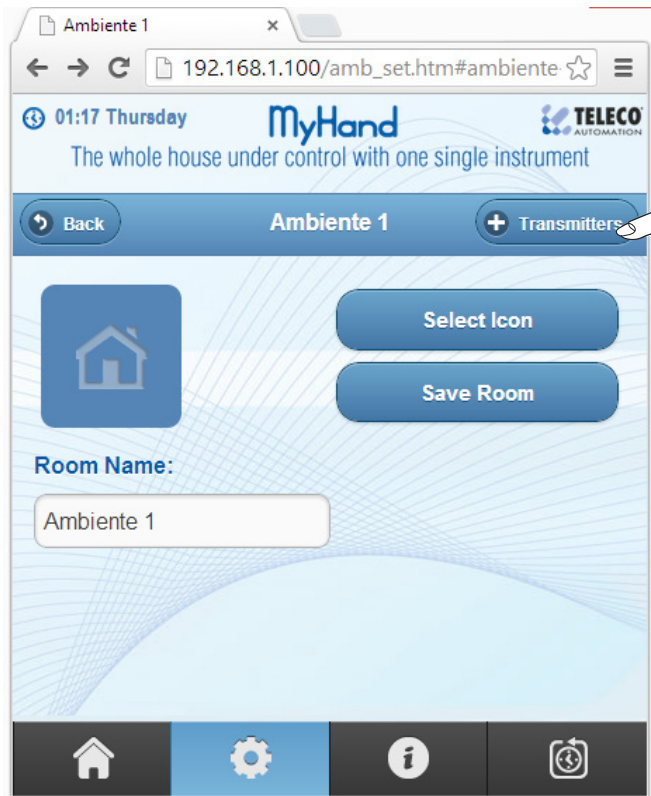 Ambiente 1
192.168.1.100/amb_set.htm#ambiente
01:17 Thursday
MyHand
TELECO
AUTOMATION
The whole house under control with one single instrument
Back
Ambiente 1
Transmitters
Select Icon
Save Room
Room Name:
Ambiente 1